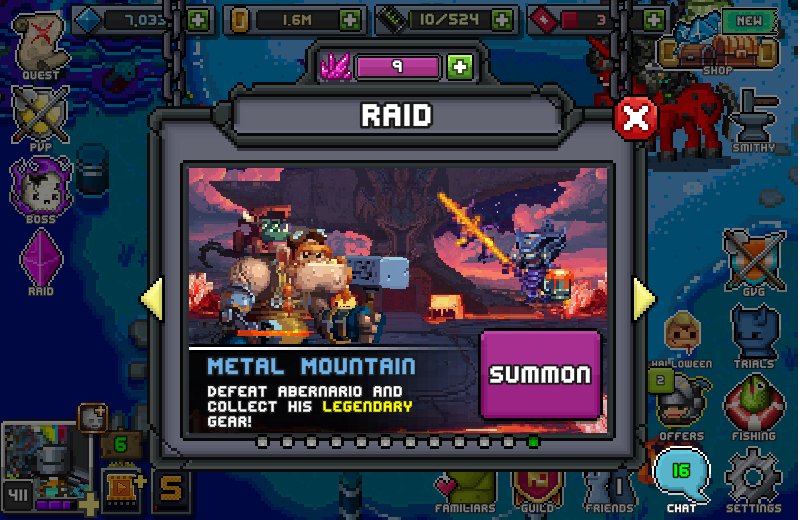 7,033
1.6M
10/524
3
NEW
QUEST
9
SHOP
RAID
PVP
SMITHY
BOSS
RAID
GVG
METAL MOUNTAIN
DEFEAT ABERNARIO AND
COLLECT HIS LEGENDARY
GEAR!
SUMMON
HALLOWEEN
TRIALS
2
OFFERS
FISHING
6
411
S
16
FAMILIARS
GUILD
FRIENDS
CHAT
SETTINGS